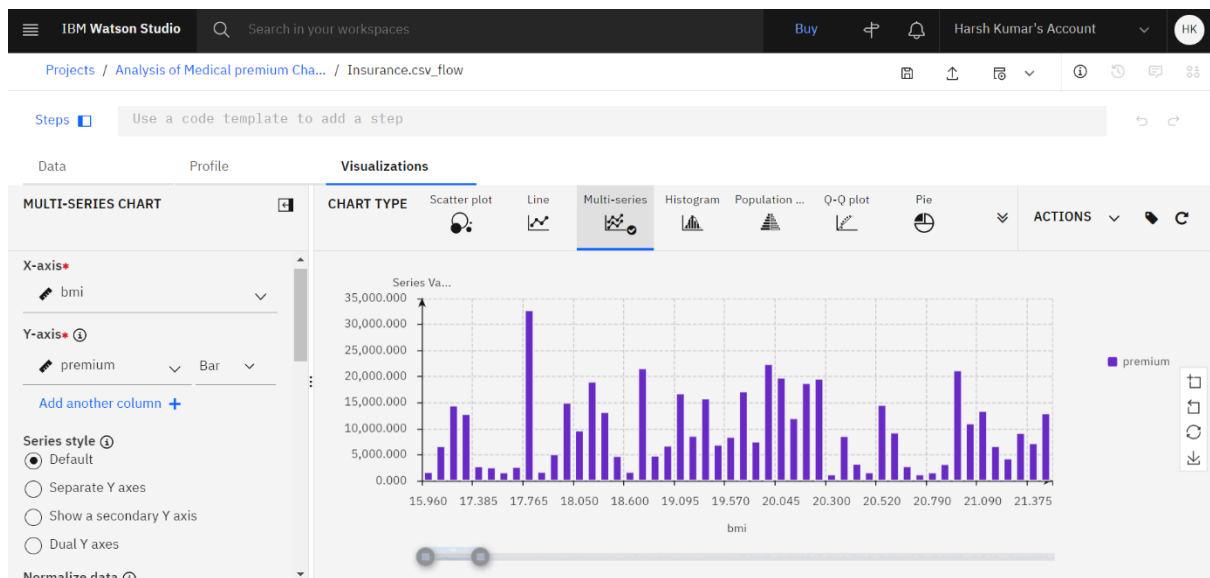 IBM Watson Studio
Search in your workspaces
Buy
Harsh Kumar's Account
HK
Projects / Analysis of Medical premium Cha... / Insurance.csv_flow
Steps
Use a code template to add a step
Data
Profile
Visualizations
MULTI-SERIES CHART
X-axis*
bmi
Y-axis*
premium
Bar
Add another column +
Series style
Default
Separate Y axes
Show a secondary Y axis
Dual Y axes
Normalize data
CHART TYPE
Scatter plot
Line
Multi-series
Histogram
Population ...
Q-Q plot
Pie
ACTIONS
Series Va...
35,000.000
30,000.000
25,000.000
20,000.000
15,000.000
10,000.000
5,000.000
0.000
15.960 17.385 17.765 18.050 18.600 19.095 19.570 20.045 20.300 20.520 20.790 21.090 21.375
bmi
premium